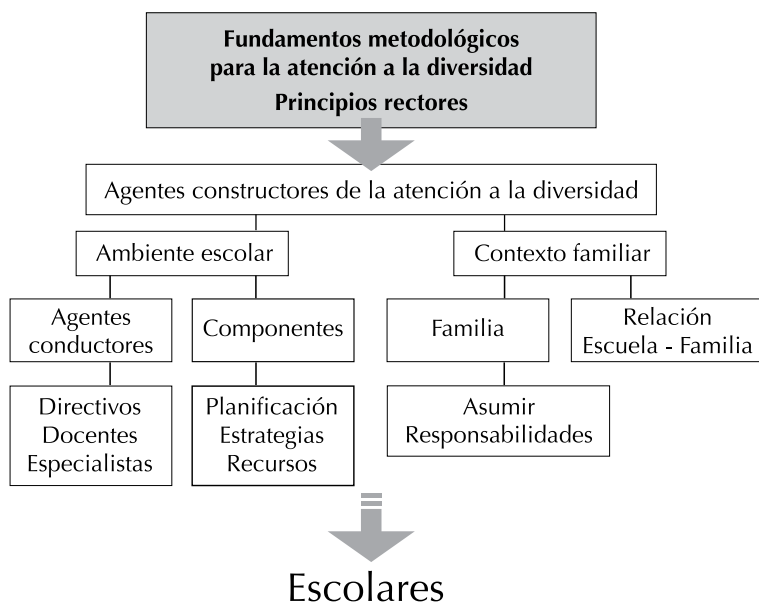 Fundamentos metodológicos
para la atención a la diversidad
Principios rectores
Agentes constructores de la atención a la diversidad
Ambiente escolar
Contexto familiar
Agentes
conductores
Componentes
Familia
Relación
Escuela - Familia
Directivos
Docentes
Especialistas
Planificación
Estrategias
Recursos
Asumir
Responsabilidades
Escolares